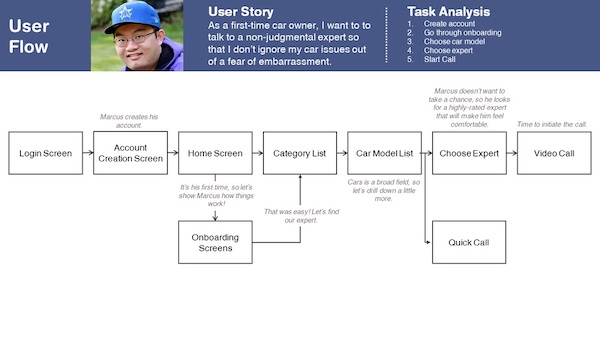 User
Flow
User Story
As a first-time car owner, I want to to
talk to a non-judgmental expert so
that I don't ignore my car issues out
of a fear of embarrassment.
Task Analysis
1. Create account
2. Go through onboarding
3. Choose car model
4. Choose expert
5. Start Call
Marcus creates his
account.
Marcus doesn't want to
take a chance, so he looks
for a highly-rated expert
that will make him feel
comfortable.
Time to initiate the call.
Login Screen
Account
Creation Screen
Home Screen
Category List
Car Model List
Choose Expert
Video Call
It's his first time, so let's
show Marcus how things
work!
Cars is a broad field, so
let's drill down a little
more.
That was easy! Let's find
our expert.
Onboarding
Screens
Quick Call